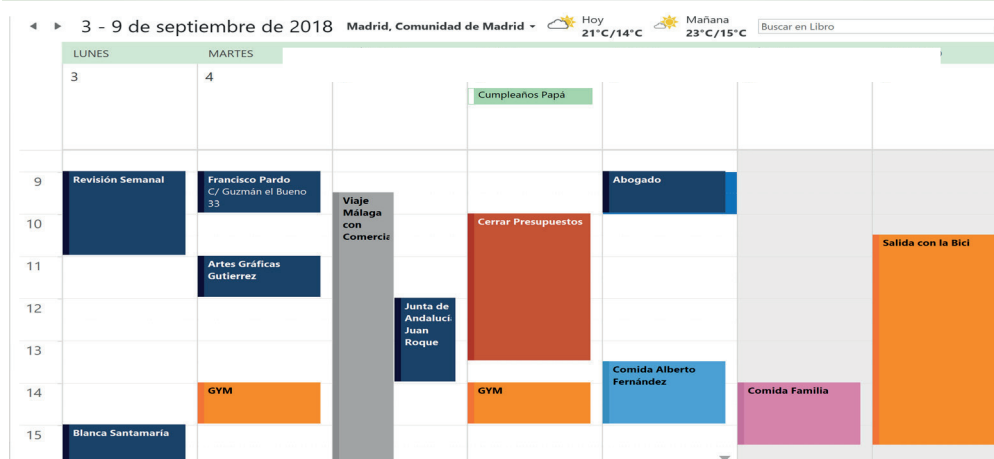 3 - 9 de septiembre de 2018
Madrid, Comunidad de Madrid
Hoy
21°C/14°C
Mañana
23°C/15°C
Buscar en Libro
LUNES
MARTES
3
4
Cumpleaños Papá
9
Revisión Semanal
Francisco Pardo
C/ Guzmán el Bueno
33
Abogado
Viaje
Málaga
con
Comercia
10
Cerrar Presupuestos
Salida con la Bici
11
Artes Gráficas
Gutierrez
12
Junta de
Andalucí
Juan
Roque
13
Comida Alberto
Fernández
14
GYM
GYM
Comida Familia
15
Blanca Santamaría